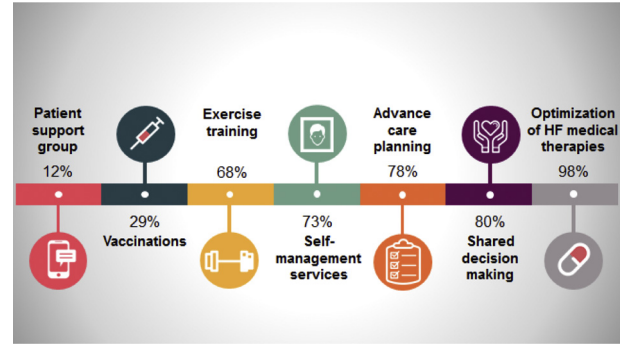 Patient
support
group
12%
29%
Vaccinations
Exercise
training
68%
73%
Self-
management
services
Advance
care
planning
78%
80%
Shared
decision
making
Optimization
of HF medical
therapies
98%